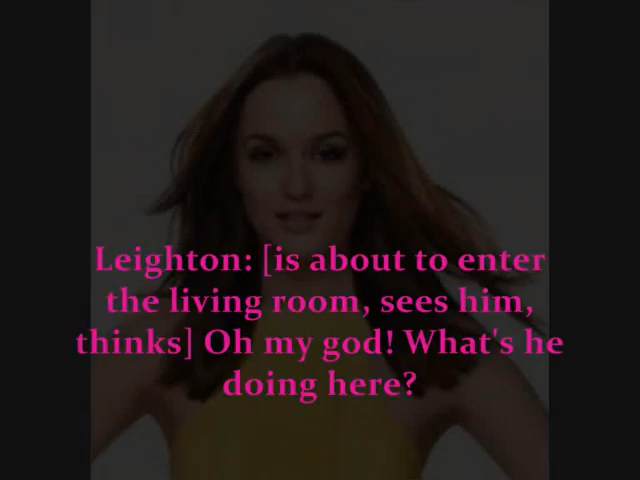 Leighton: [is about to enter
the living room, sees him,
thinks] Oh my god! What's he
doing here?